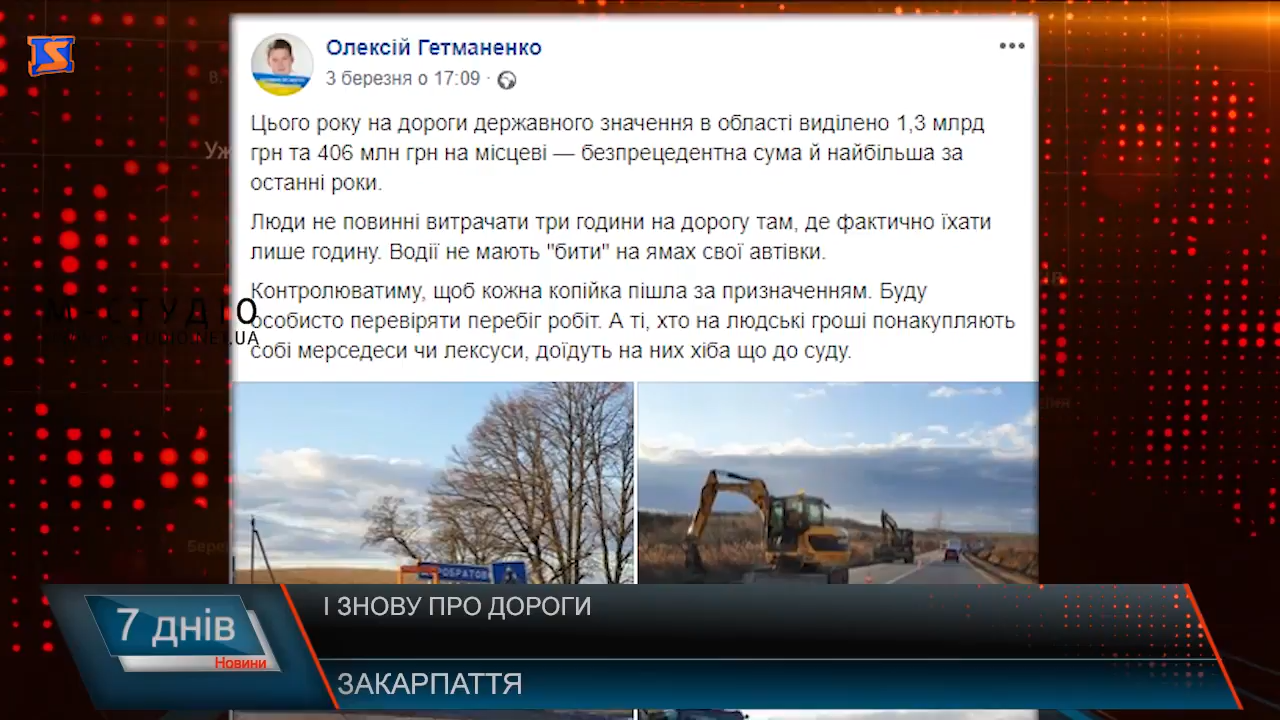 Олексій Гетманенко
3 березня о 17:09 ·
Цього року на дороги державного значення в області виділено 1,3 млрд
грн та 406 млн грн на місцеві — безпрецедентна сума й найбільша за
останні роки.
Люди не повинні витрачати три години на дорогу там, де фактично їхати
лише годину. Водії не мають "бити" на ямах свої автівки.
Контролюватиму, щоб кожна копійка пішла за призначенням. Буду
особисто перевіряти перебіг робіт. А ті, хто на людські гроші понакупляють
собі мерседеси чи лексуси, доїдуть на них хіба що до суду.
М-СТУДІО
7 днів
Новини
І ЗНОВУ ПРО ДОРОГИ
ЗАКАРПАТТЯ